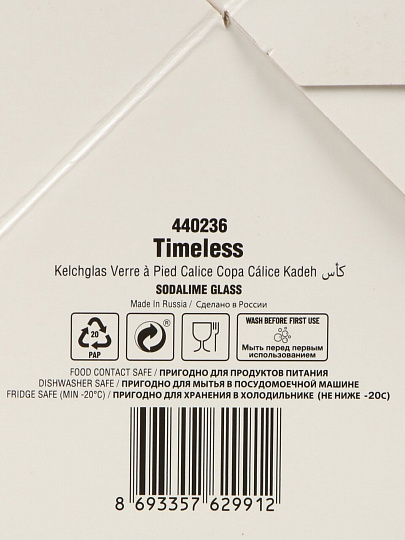 440236
Timeless
Kelchglas Verre à Pied Calice Copa Cálice Kadeh كأس
SODALIME GLASS
Made In Russia / Сделано в России
20
PAP
®
WASH BEFORE FIRST USE
Мыть перед первым
использованием
FOOD CONTACT SAFE / ПРИГОДНО ДЛЯ ПРОДУКТОВ ПИТАНИЯ
DISHWASHER SAFE / ПРИГОДНО ДЛЯ МЫТЬЯ В ПОСУДОМОЕЧНОЙ МАШИНЕ
FRIDGE SAFE (MIN -20°C) / ПРИГОДНО ДЛЯ ХРАНЕНИЯ В ХОЛОДИЛЬНИКЕ (НЕ НИЖЕ -20С)
8 693357 629912